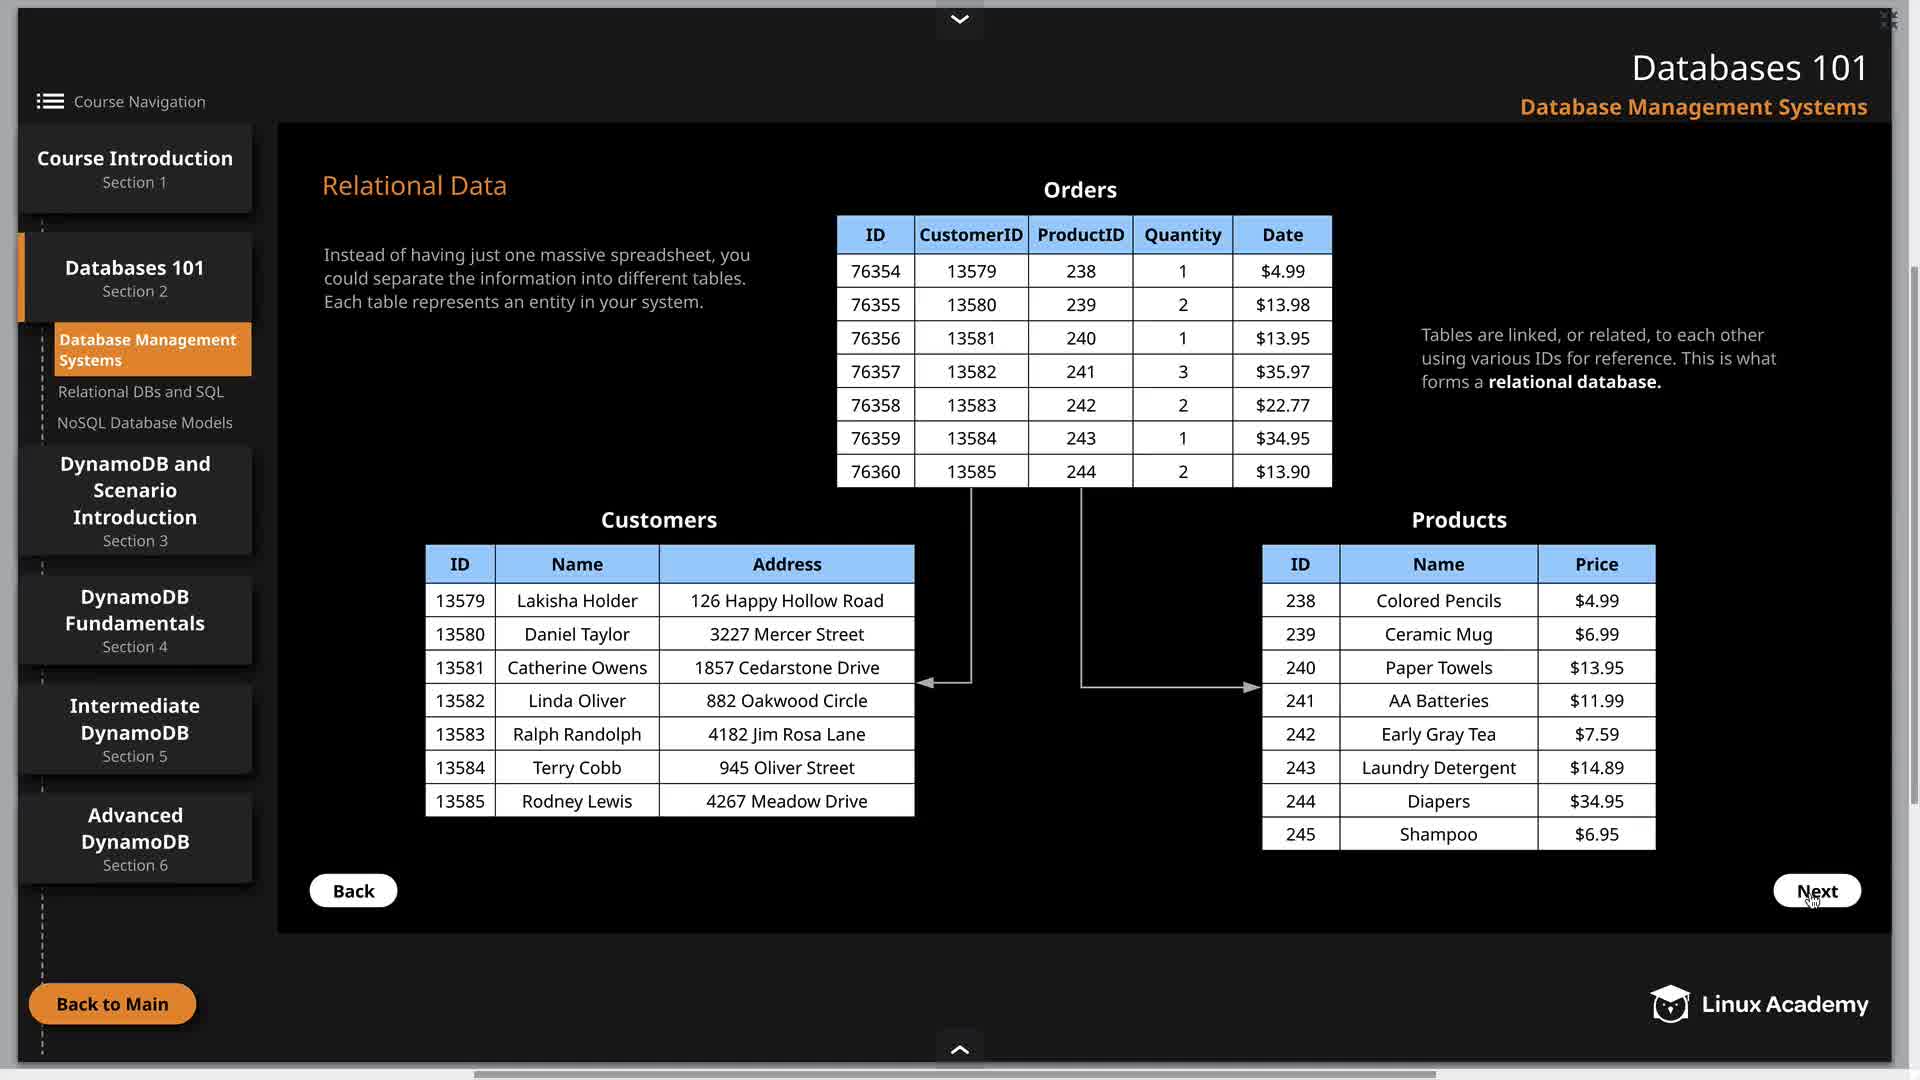 Databases 101
Database Management Systems
Course Navigation
Course Introduction
Section 1
Databases 101
Section 2
Database Management
Systems
Relational DBs and SQL
NoSQL Database Models
DynamoDB and
Scenario
Introduction
Section 3
DynamoDB
Fundamentals
Section 4
Intermediate
DynamoDB
Section 5
Advanced
DynamoDB
Section 6
Back to Main
Relational Data
Instead of having just one massive spreadsheet, you
could separate the information into different tables.
Each table represents an entity in your system.
Orders
ID CustomerID ProductID Quantity Date
76354 13579 238 1 $4.99
76355 13580 239 2 $13.98
76356 13581 240 1 $13.95
76357 13582 241 3 $35.97
76358 13583 242 2 $22.77
76359 13584 243 1 $34.95
76360 13585 244 2 $13.90
Tables are linked, or related, to each other
using various IDs for reference. This is what
forms a relational database.
Customers
ID Name Address
13579 Lakisha Holder 126 Happy Hollow Road
13580 Daniel Taylor 3227 Mercer Street
13581 Catherine Owens 1857 Cedarstone Drive
13582 Linda Oliver 882 Oakwood Circle
13583 Ralph Randolph 4182 Jim Rosa Lane
13584 Terry Cobb 945 Oliver Street
13585 Rodney Lewis 4267 Meadow Drive
Products
ID Name Price
238 Colored Pencils $4.99
239 Ceramic Mug $6.99
240 Paper Towels $13.95
241 AA Batteries $11.99
242 Early Gray Tea $7.59
243 Laundry Detergent $14.89
244 Diapers $34.95
245 Shampoo $6.95
Back
Next
Linux Academy